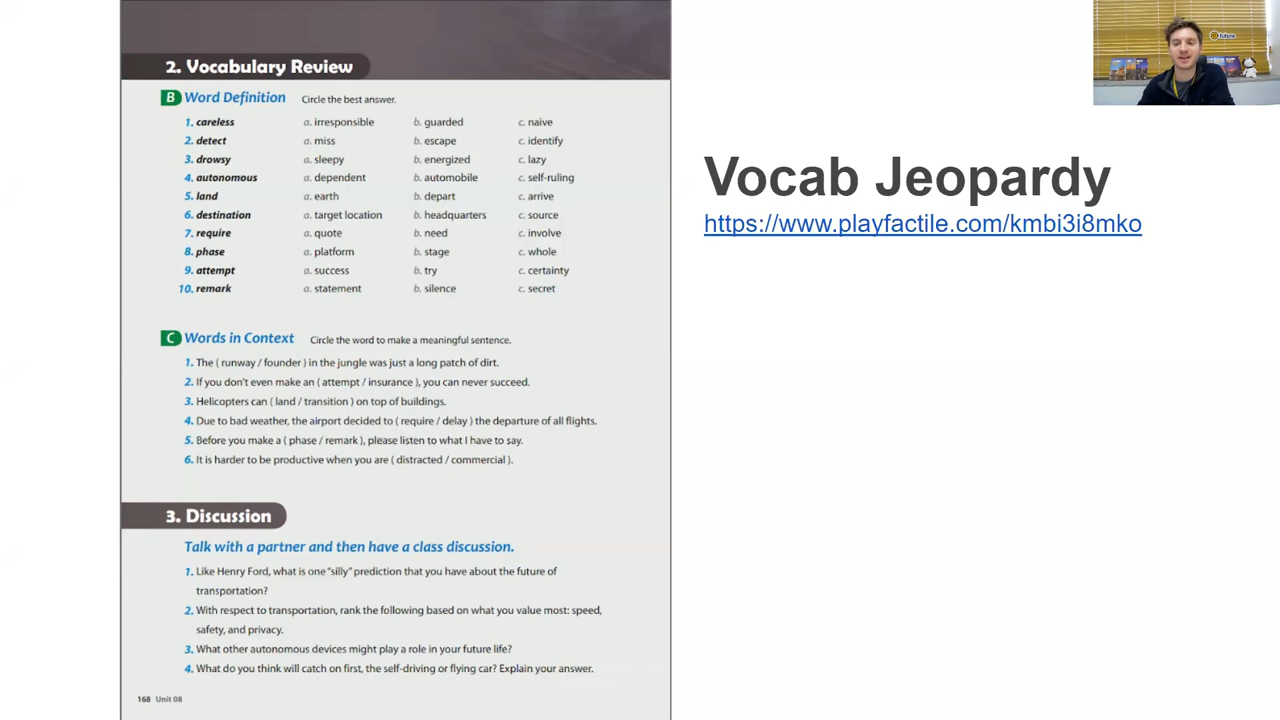 2. Vocabulary Review
B Word Definition Circle the best answer.
1. careless a. irresponsible b. guarded c. naive
2. detect a. miss b. escape c. identify
3. drowsy a. sleepy b. energized c. lazy
4. autonomous a. dependent b. automobile c. self-ruling
5. land a. earth b. depart c. arrive
6. destination a. target location b. headquarters c. source
7. require a. quote b. need c. involve
8. phase a. platform b. stage c. whole
9. attempt a. success b. try c. certainty
10. remark a. statement b. silence c. secret
C Words in Context Circle the word to make a meaningful sentence.
1. The ( runway / founder ) in the jungle was just a long patch of dirt.
2. If you don't even make an ( attempt / insurance ), you can never succeed.
3. Helicopters can ( land / transition ) on top of buildings.
4. Due to bad weather, the airport decided to ( require / delay ) the departure of all flights.
5. Before you make a ( phase / remark ), please listen to what I have to say.
6. It is harder to be productive when you are ( distracted / commercial ).
3. Discussion
Talk with a partner and then have a class discussion.
1. Like Henry Ford, what is one "silly" prediction that you have about the future of
transportation?
2. With respect to transportation, rank the following based on what you value most: speed,
safety, and privacy.
3. What other autonomous devices might play a role in your future life?
4. What do you think will catch on first, the self-driving or flying car? Explain your answer.
168 Unit 08
future
Vocab Jeopardy
https://www.playfactile.com/kmbi3i8mko